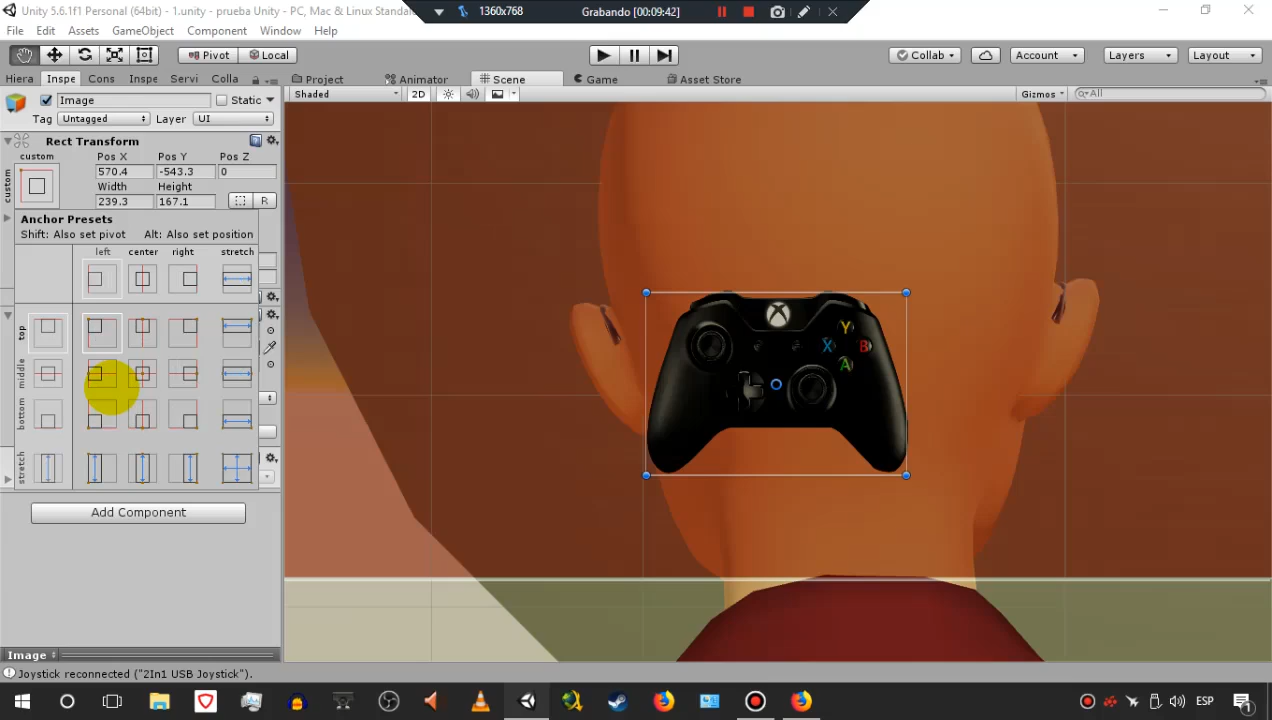 Unity 5.6.1f1 Personal (64bit) - 1.unity - prueba Unity - PC, Mac & Linux Standal
1360x768
Grabando [00:09:42]
File Edit Assets GameObject Component Window Help
Pivot Local Collab Account Layers Layout
Hiera Inspe Cons Inspe Servi Colla Project Animator Scene Game Asset Store
Image Static
Shaded 2D Gizmos All
Tag Untagged Layer UI
Rect Transform
custom Pos X Pos Y Pos Z
custom
570.4 -543.3 0
Width Height
239.3 167.1 R
Anchor Presets
Shift: Also set pivot Alt: Also set position
left center right stretch
top
middle
bottom
stretch
Y
X B
A
Add Component
Image
Joystick reconnected ("2In1 USB Joystick").
ESP
1